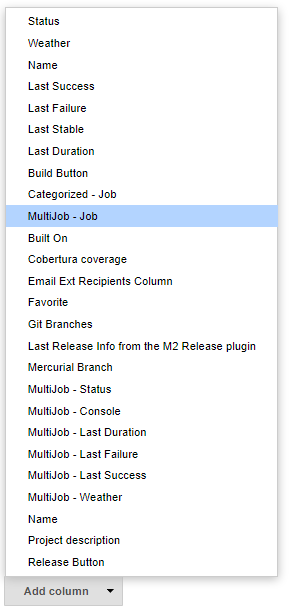 Status
Weather
Name
Last Success
Last Failure
Last Stable
Last Duration
Build Button
Categorized - Job
MultiJob - Job
Built On
Cobertura coverage
Email Ext Recipients Column
Favorite
Git Branches
Last Release Info from the M2 Release plugin
Mercurial Branch
MultiJob - Status
MultiJob - Console
MultiJob - Last Duration
MultiJob - Last Failure
MultiJob - Last Success
MultiJob - Weather
Name
Project description
Release Button
Add column